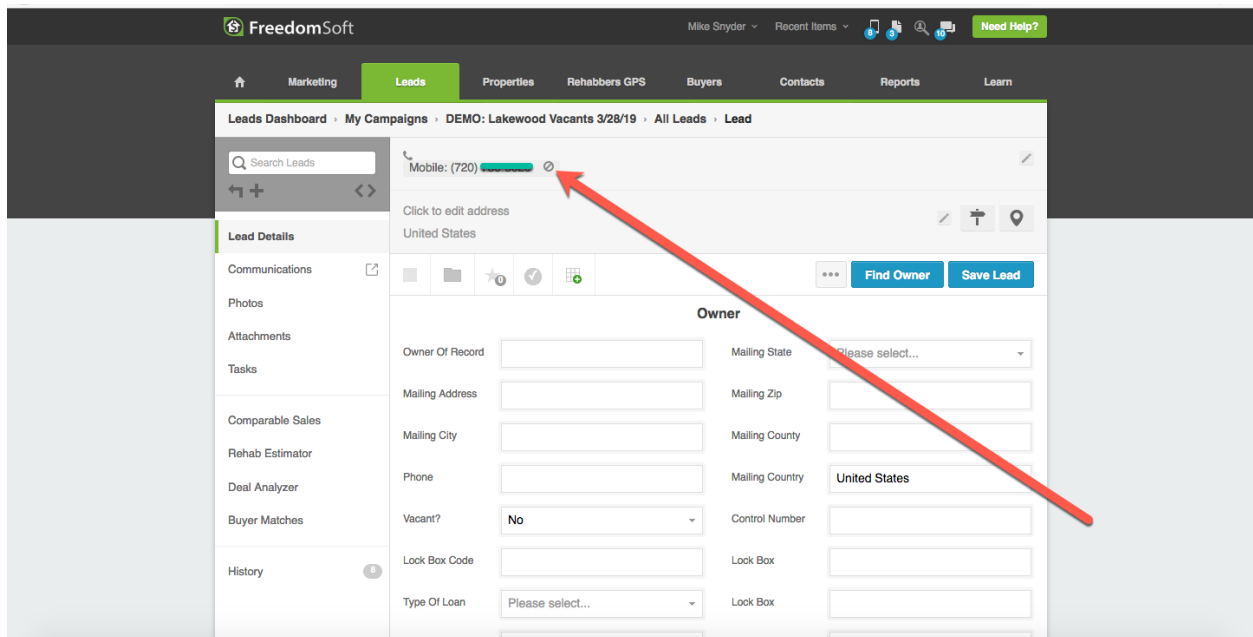 FreedomSoft
Mike Snyder Recent Items 8 3 10 Need Help?
Marketing Leads Properties Rehabbers GPS Buyers Contacts Reports Learn
Leads Dashboard › My Campaigns › DEMO: Lakewood Vacants 3/28/19 › All Leads › Lead
Search Leads
Mobile: (720)
Click to edit address
United States
Lead Details
Communications
Photos
Attachments
Tasks
Comparable Sales
Rehab Estimator
Deal Analyzer
Buyer Matches
History 8
0 Find Owner Save Lead
Owner
Owner Of Record Mailing State Please select...
Mailing Address Mailing Zip
Mailing City Mailing County
Phone Mailing Country United States
Vacant? No Control Number
Lock Box Code Lock Box
Type Of Loan Please select... Lock Box